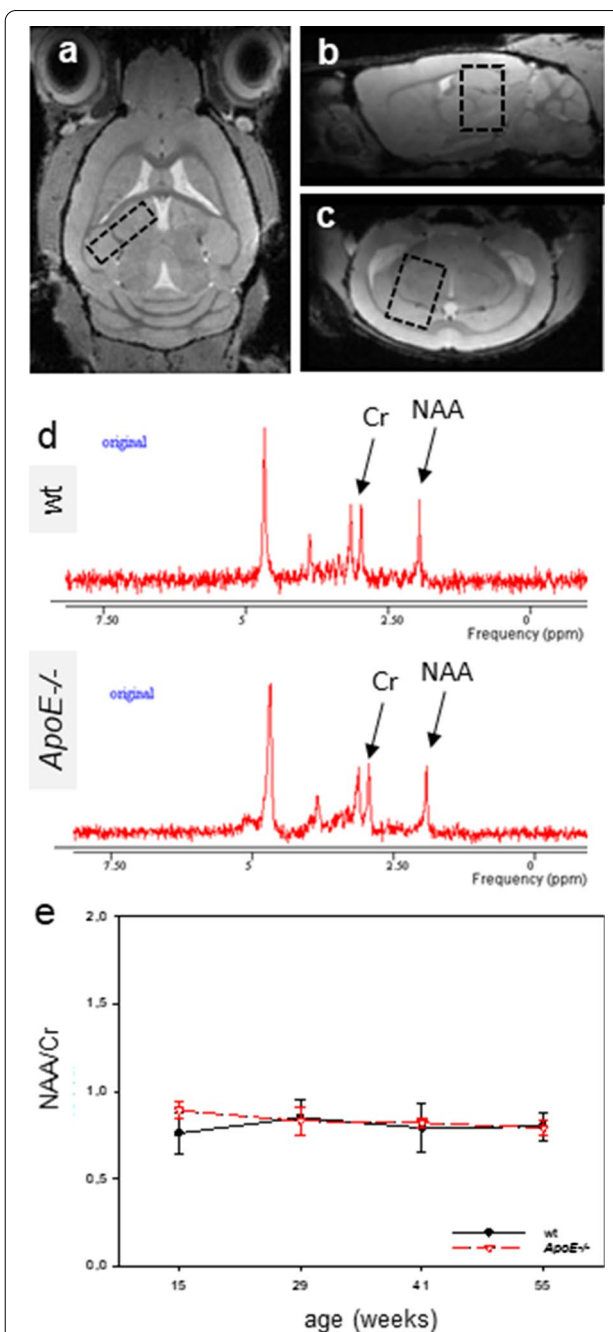 a
b
c
d
wt
original
Cr
NAA
7.50
5
2.50
0
Frequency (ppm)
ApoE-/-
original
Cr
NAA
7.50
5
2.50
0
Frequency (ppm)
e
NAA/Cr
2,0
1,5
1,0
0,5
0,0
15
29
41
55
age (weeks)
wt
ApoE-/-